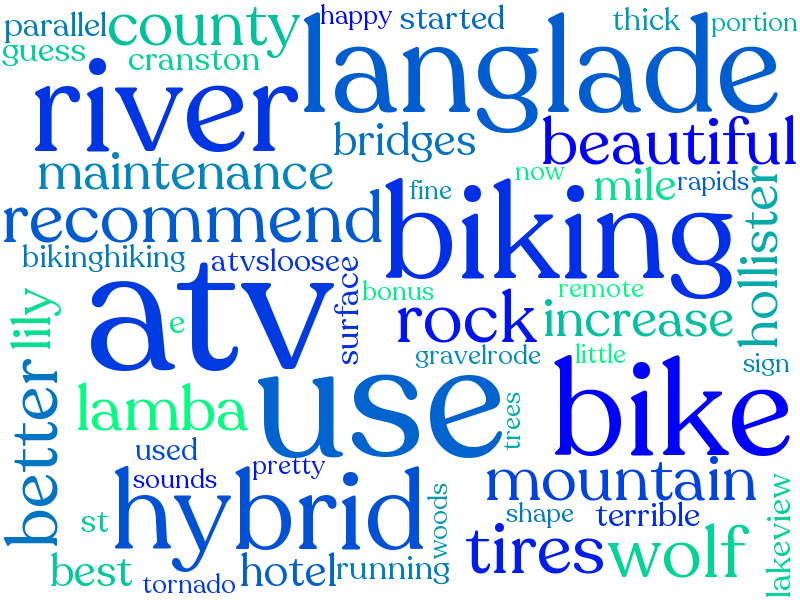 parallel
county
happy
started
thick
portion
guess
cranston
langlade
river
bridges
beautiful
maintenance
now
mile
rapids
fine
recommend
biking
hollister
bikinghiking
atvsloosee
surface
bonus
remote
lily
e
atv
rock
increase
gravelrode
little
sign
better
lamba
use
bike
trees
used
sounds
pretty
mountain
hybrid
woods
shape
terrible
lakeview
st
tires
wolf
best
tornado
hotel
running